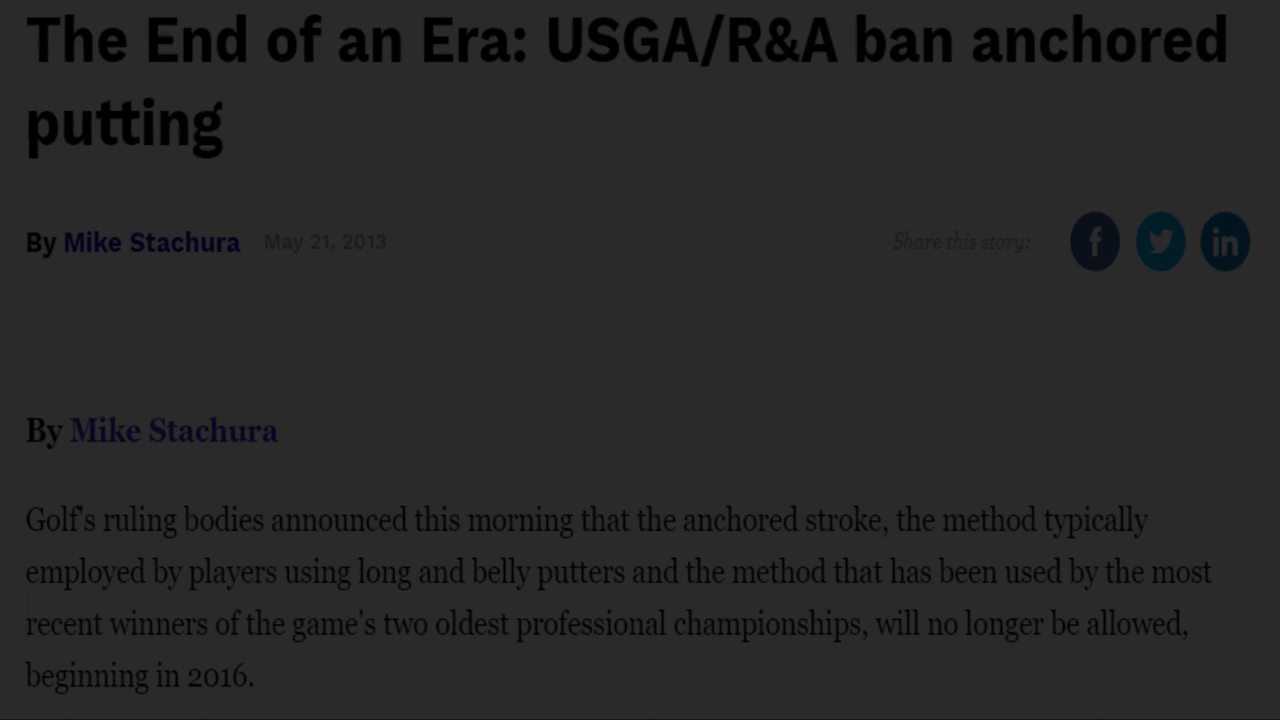 The End of an Era: USGA/R&A ban anchored
putting
By Mike Stachura May 21, 2013 Share this story: f in
By Mike Stachura
Golf's ruling bodies announced this morning that the anchored stroke, the method typically
employed by players using long and belly putters and the method that has been used by the most
recent winners of the game's two oldest professional championships, will no longer be allowed,
beginning in 2016.